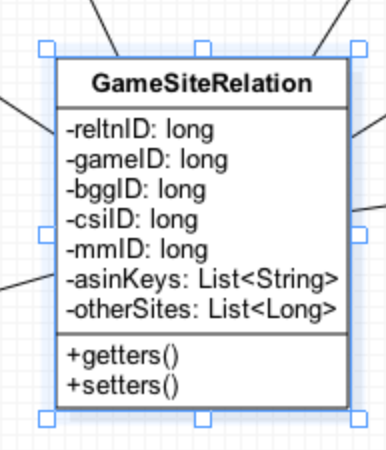 GameSiteRelation
-reltnID: long
-gameID: long
-bggID: long
-csiID: long
-mmID: long
-asinKeys: List<String>
-otherSites: List<Long>
+getters()
+setters()